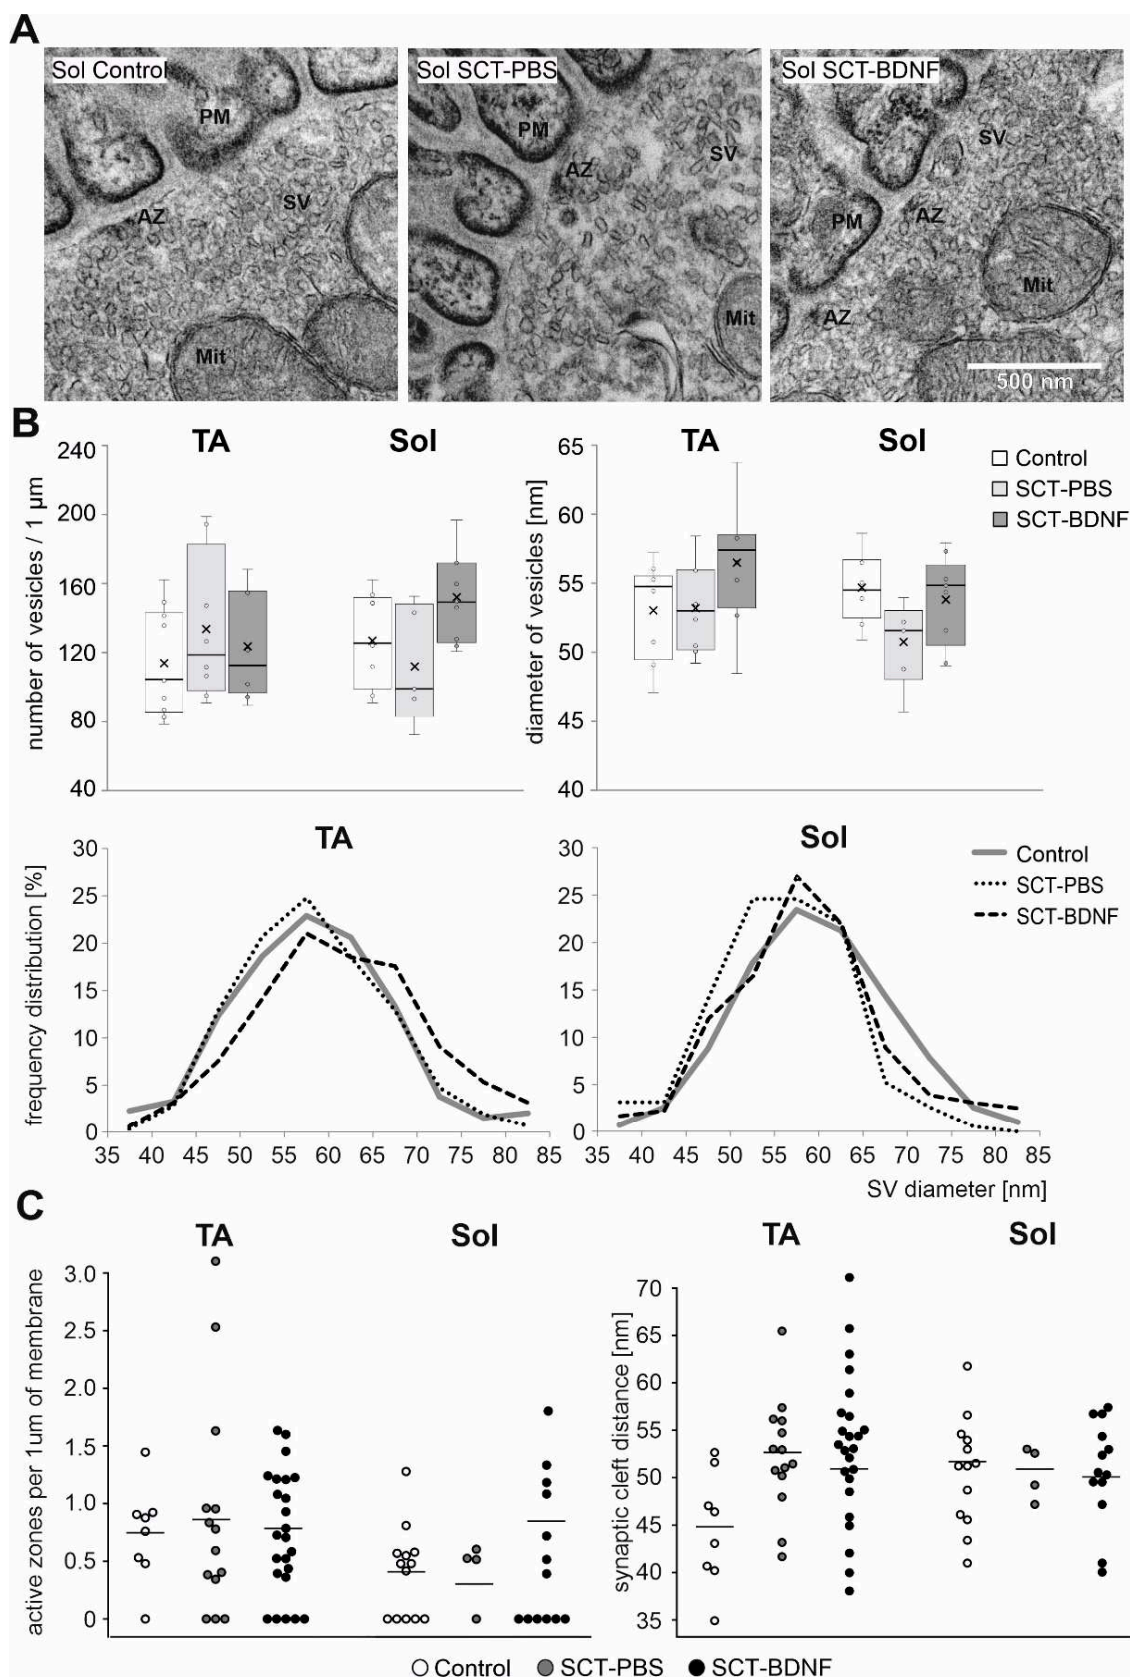 A
Sol Control
Sol SCT-PBS
Sol SCT-BDNF
PM
AZ
SV
Mit
PM
AZ
SV
Mit
SV
PM
AZ
Mit
AZ
500 nm
B
TA
Sol
240
200
160
120
80
40
number of vesicles / 1 µm
TA
Sol
65
60
55
50
45
40
diameter of vesicles [nm]
Control
SCT-PBS
SCT-BDNF
TA
30
25
20
15
10
5
0
frequency distribution [%]
35 40 45 50 55 60 65 70 75 80 85
Sol
30
25
20
15
10
5
0
35 40 45 50 55 60 65 70 75 80 85
SV diameter [nm]
Control
SCT-PBS
SCT-BDNF
C
TA
Sol
3.0
2.5
2.0
1.5
1.0
0.5
0
active zones per 1um of membrane
TA
Sol
70
65
60
55
50
45
40
35
synaptic cleft distance [nm]
Control
SCT-PBS
SCT-BDNF